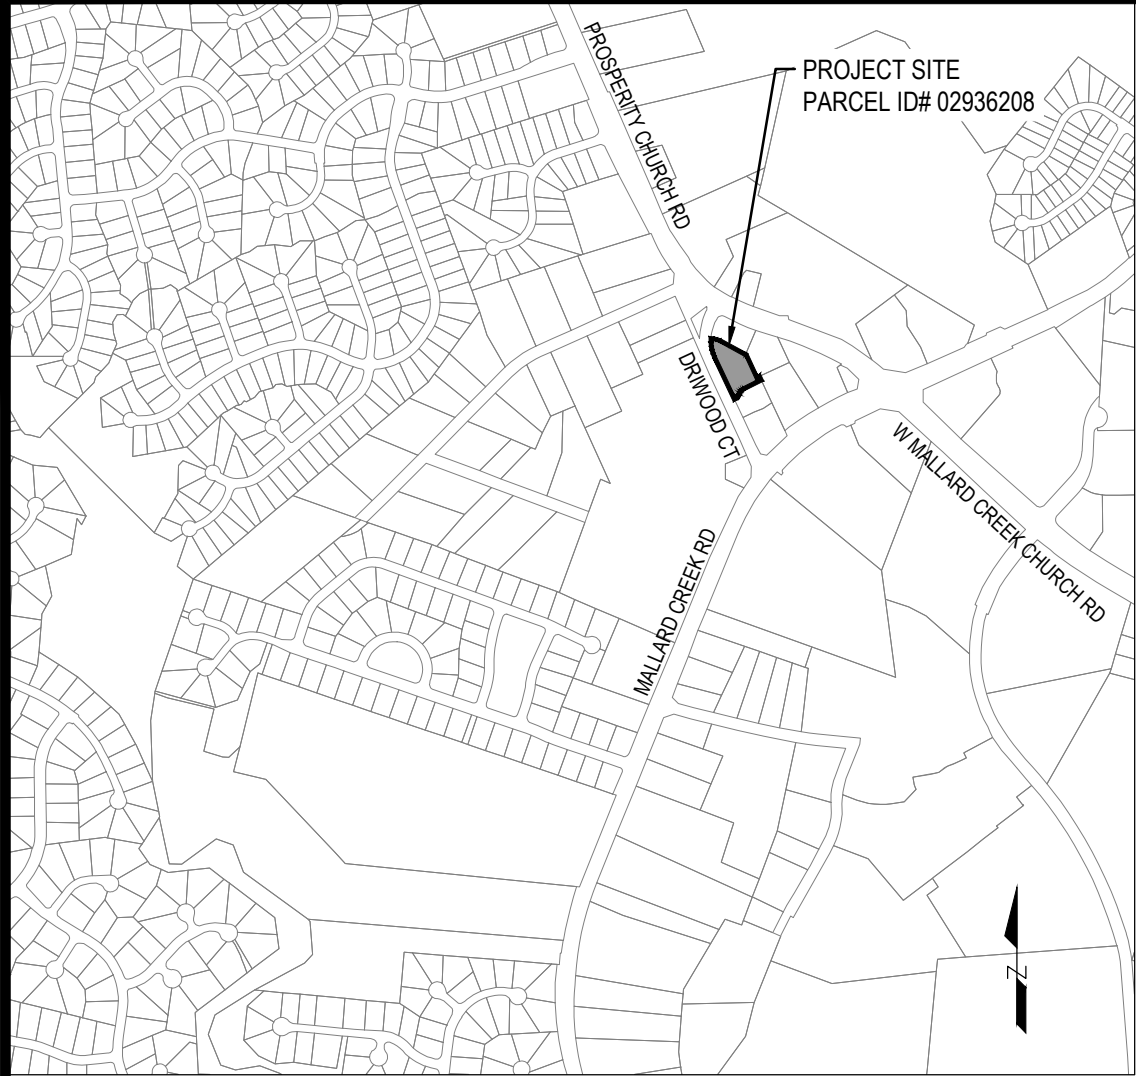 PROSPERITY CHURCH RD
PROJECT SITE
PARCEL ID# 02936208
DRIWOOD CT
W MALLARD CREEK CHURCH RD
MALLARD CREEK RD
N